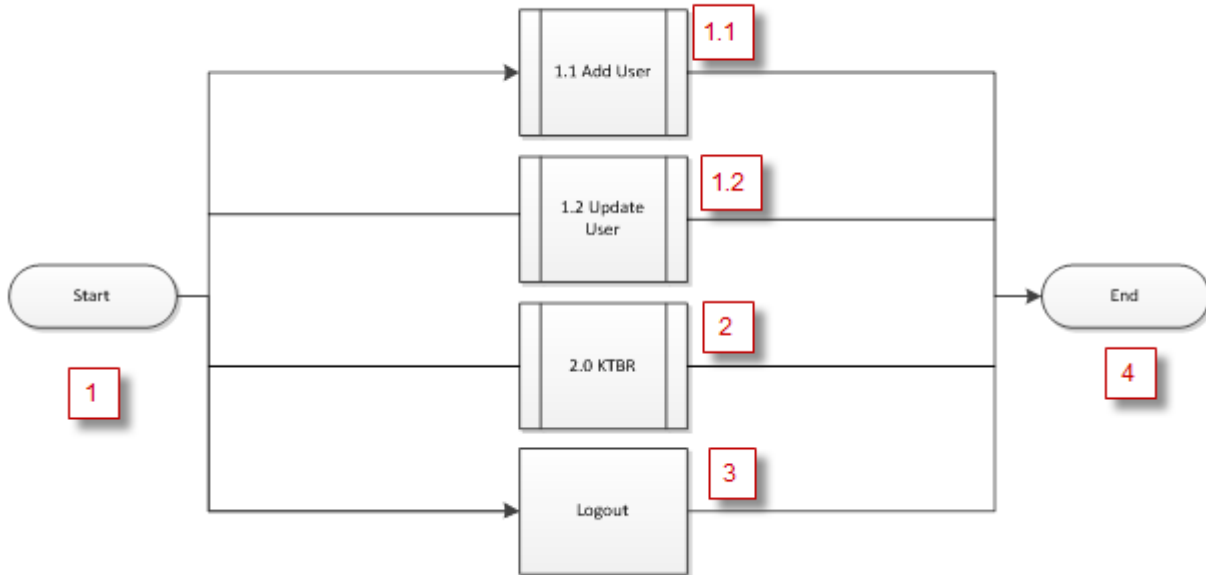 1.1
1.1 Add User
1.2
1.2 Update
User
Start
End
2
2.0 KTBR
1
4
3
Logout